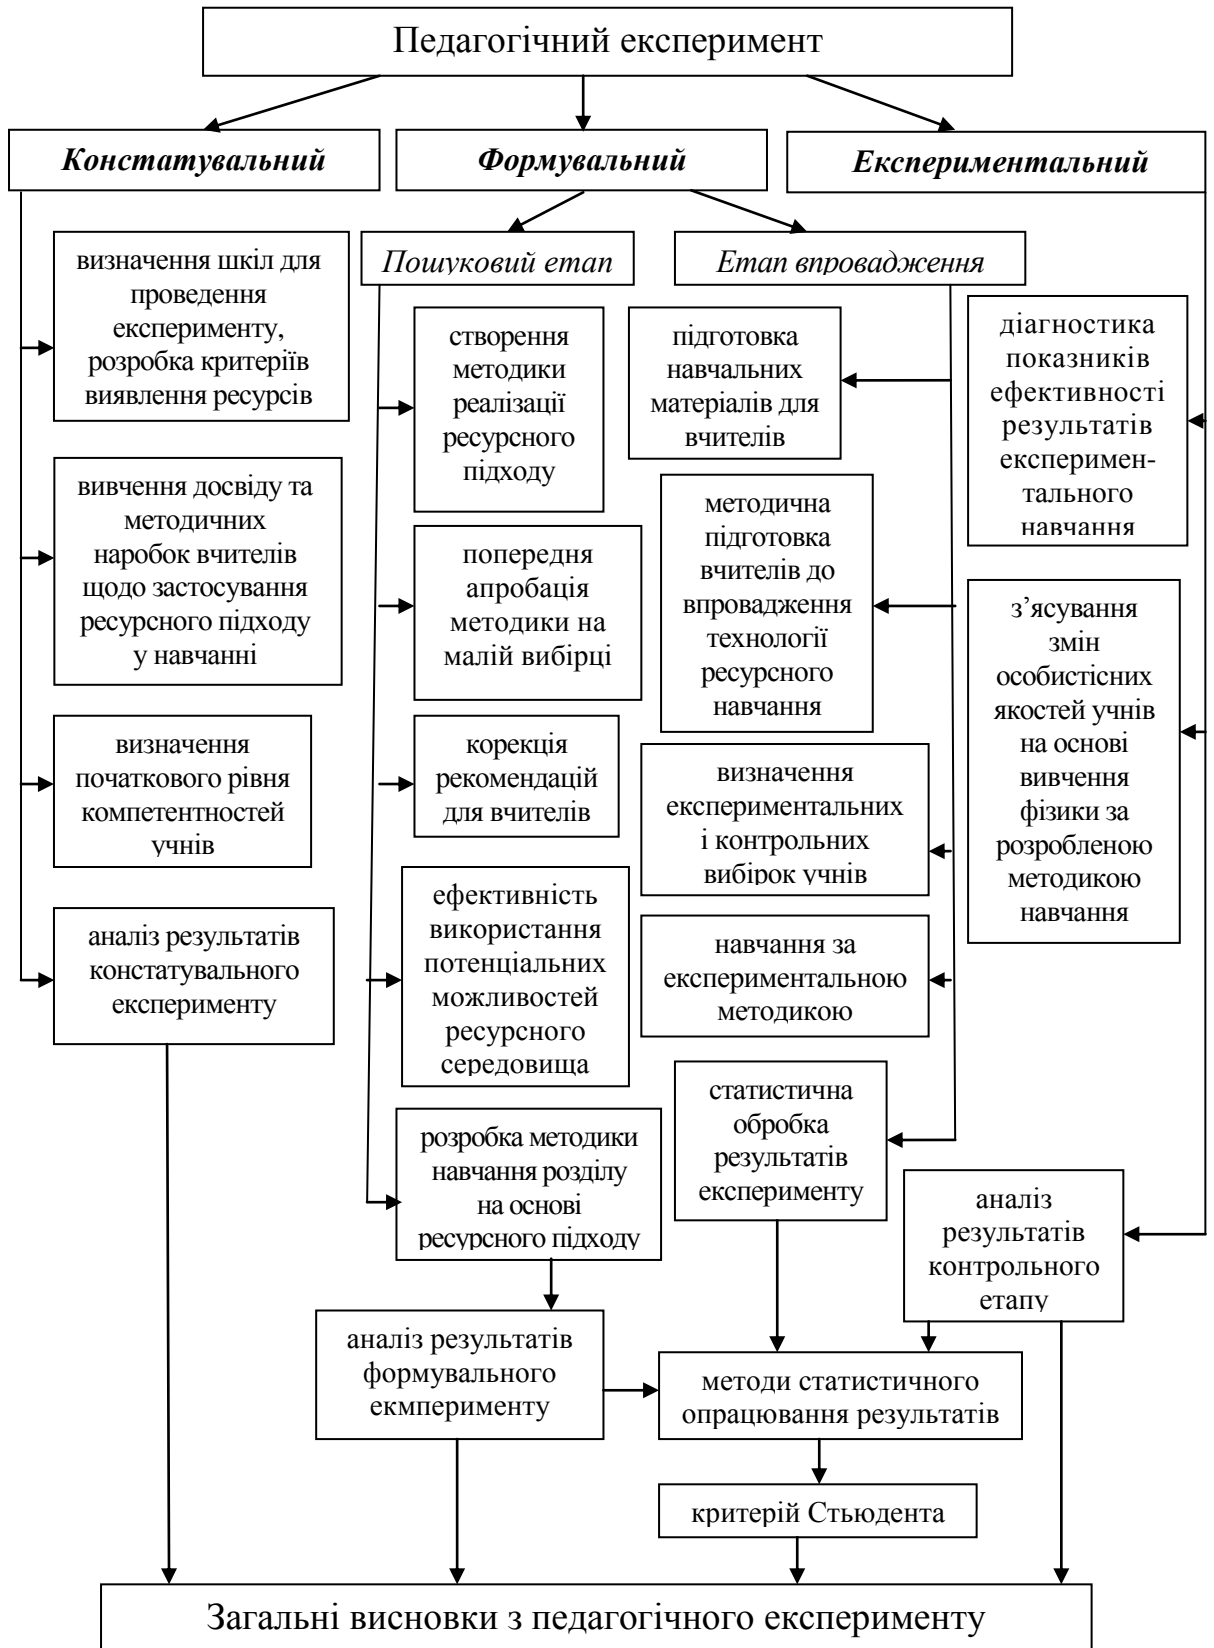 Педагогічний експеримент
Констатувальний
Формувальний
Експериментальний
визначення шкіл для
проведення
експерименту,
розробка критеріїв
виявлення ресурсів
вивчення досвіду та
методичних
наробок вчителів
щодо застосування
ресурсного підходу
у навчанні
визначення
початкового рівня
компетентностей
учнів
аналіз результатів
констатувального
експерименту
Пошуковий етап
створення
методики
реалізації
ресурсного
підходу
попередня
апробація
методики на
малій вибірці
корекція
рекомендацій
для вчителів
ефективність
використання
потенціальних
можливостей
ресурсного
середовища
розробка методики
навчання розділу
на основі
ресурсного підходу
Етап впровадження
підготовка
навчальних
матеріалів для
вчителів
методична
підготовка
вчителів до
впровадження
технології
ресурсного
навчання
визначення
експериментальних
і контрольних
вибірок учнів
навчання за
експериментальною
методикою
статистична
обробка
результатів
експерименту
діагностика
показників
ефективності
результатів
експеримен-
тального
навчання
з’ясування
змін
особистісних
якостей учнів
на основі
вивчення
фізики за
розробленою
методикою
навчання
аналіз
результатів
контрольного
етапу
аналіз результатів
формувального
екмперименту
методи статистичного
опрацювання результатів
критерій Стьюдента
Загальні висновки з педагогічного експерименту